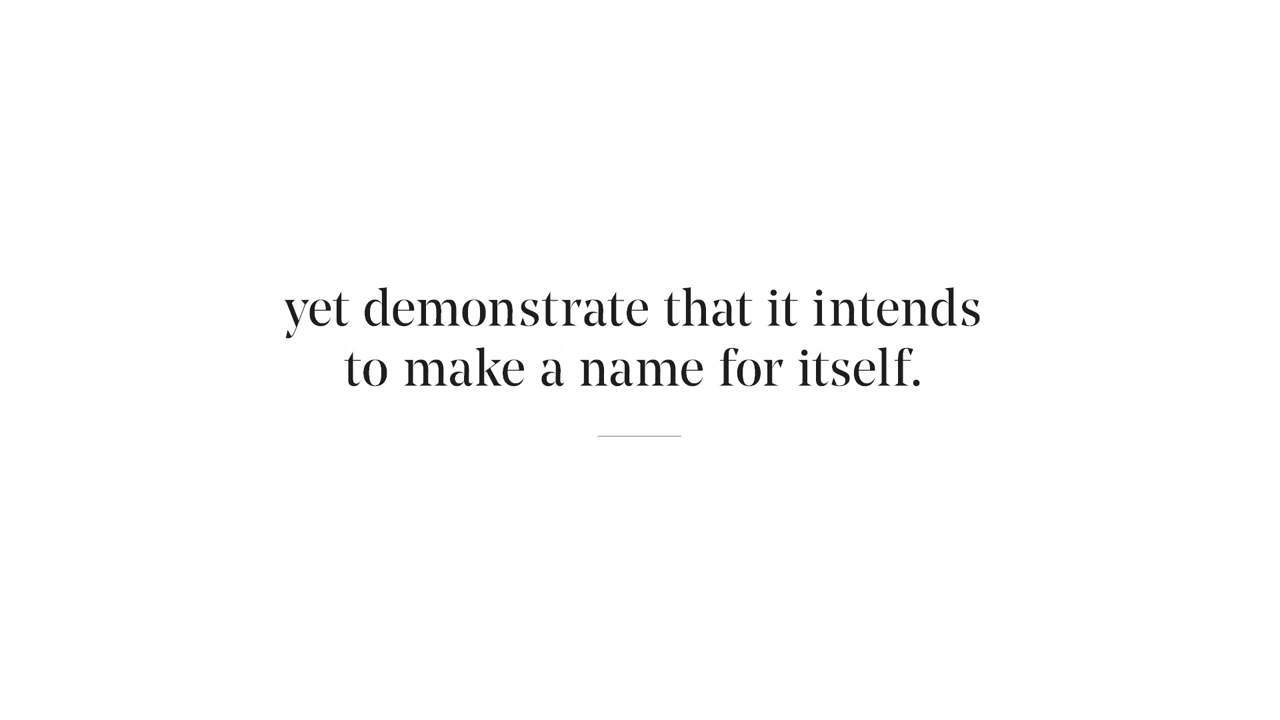 yet demonstrate that it intends
to make a name for itself.